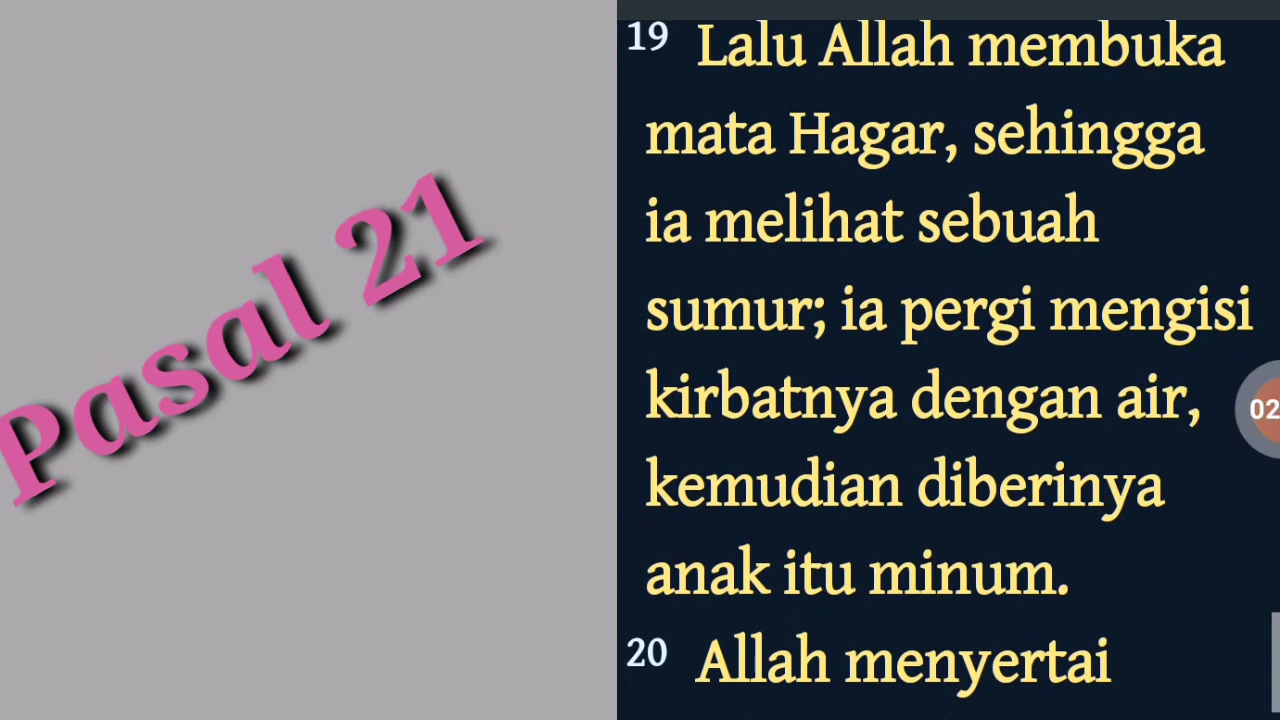 Pasal 21
19 Lalu Allah membuka
mata Hagar, sehingga
ia melihat sebuah
sumur; ia pergi mengisi
kirbatnya dengan air,
kemudian diberinya
anak itu minum.
20 Allah menyertai
02